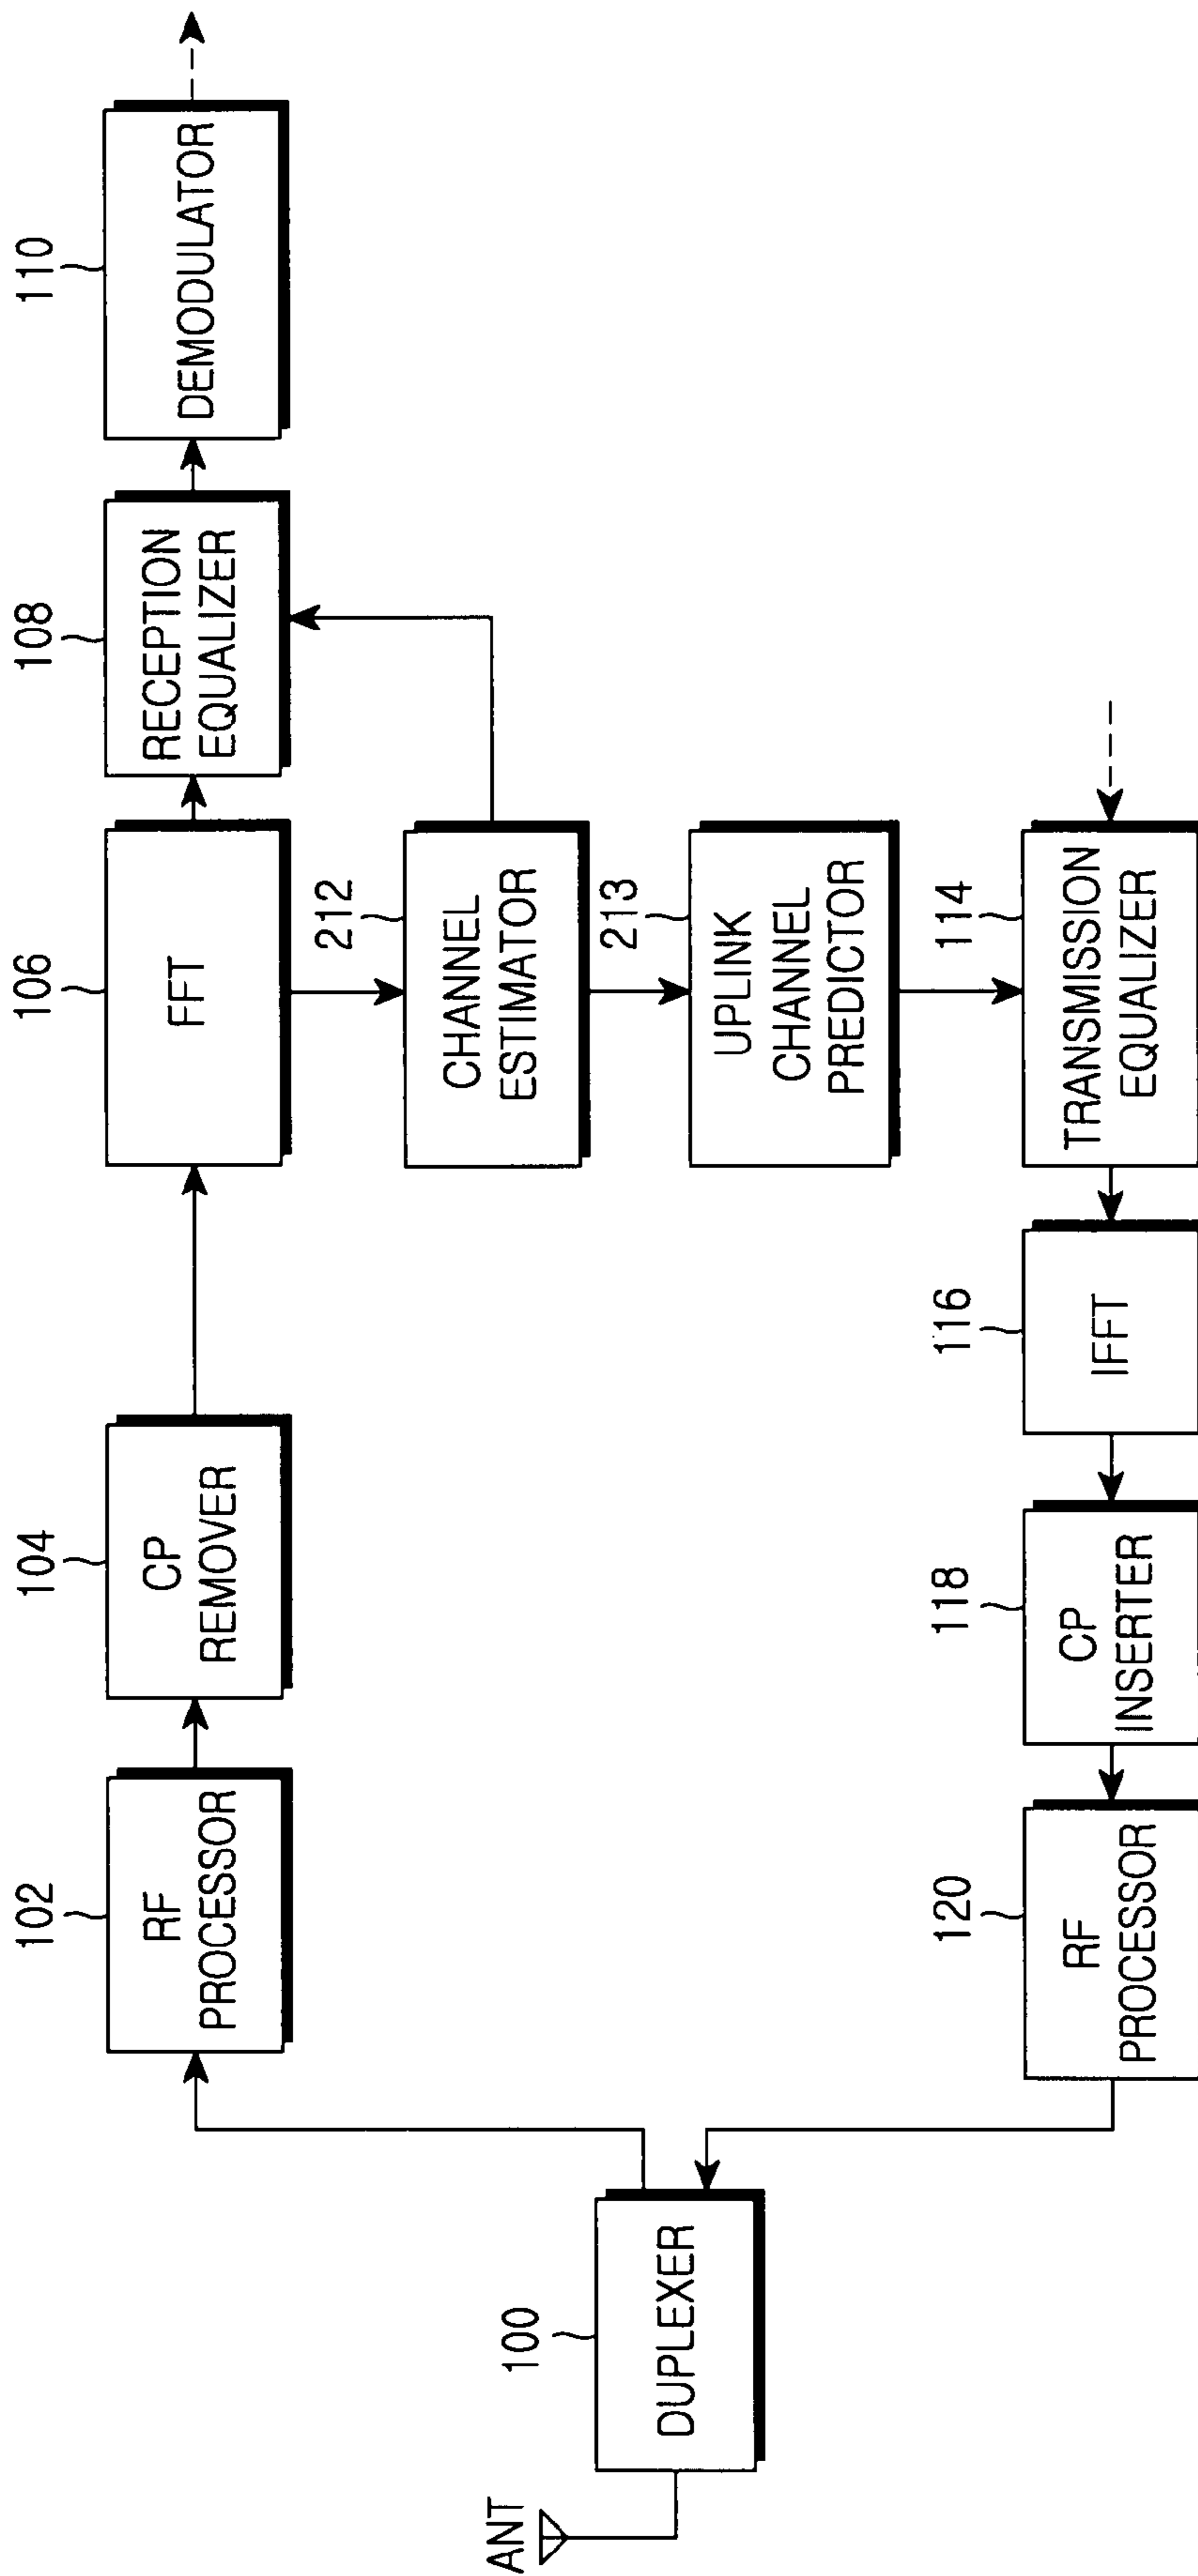 ANT
100
DUPLEXER
102
RF
PROCESSOR
104
CP
REMOVER
106
FFT
108
RECEPTION
EQUALIZER
110
DEMODULATOR
212
CHANNEL
ESTIMATOR
213
UPLINK
CHANNEL
PREDICTOR
114
TRANSMISSION
EQUALIZER
116
IFFT
118
CP
INSERTER
120
RF
PROCESSOR